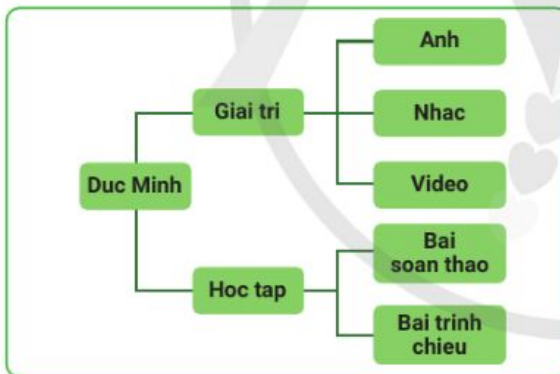 Anh
Giai tri
Nhac
Duc Minh
Video
Bai
soan thao
Hoc tap
Bai trinh
chieu